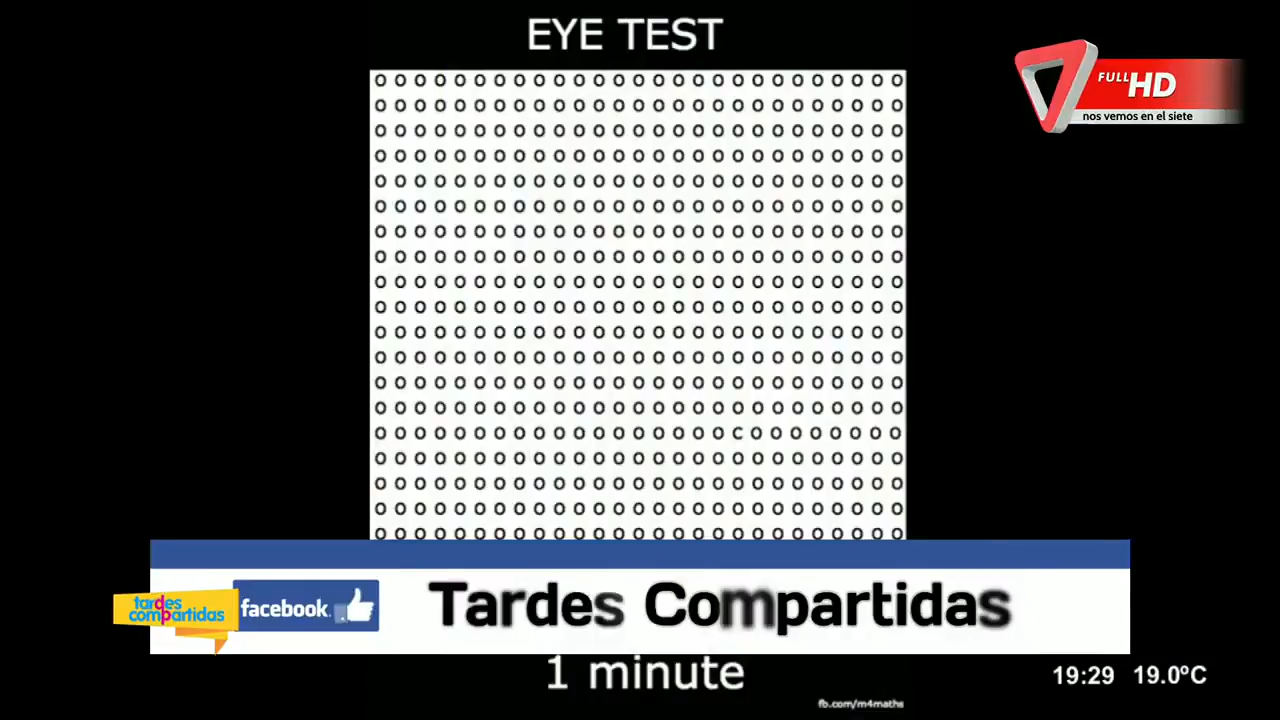 EYE TEST
o o o o o o o o o o o o o o o o o o o o o o o o o o o
o o o o o o o o o o o o o o o o o o o o o o o o o o o
o o o o o o o o o o o o o o o o o o o o o o o o o o o
o o o o o o o o o o o o o o o o o o o o o o o o o o o
o o o o o o o o o o o o o o o o o o o o o o o o o o o
o o o o o o o o o o o o o o o o o o o o o o o o o o o
o o o o o o o o o o o o o o o o o o o o o o o o o o o
o o o o o o o o o o o o o o o o o o o o o o o o o o o
o o o o o o o o o o o o o o o o o o o o o o o o o o o
o o o o o o o o o o o o o o o o o o o o o o o o o o o
o o o o o o o o o o o o o o o o o o o o o o o o o o o
o o o o o o o o o o o o o o o o o o o o o o o o o o o
o o o o o o o o o o o o o o o o o o o o o o o o o o o
o o o o o o o o o o o o o o o o o o o o o o o o o o o
o o o o o o o o o o o o o o o o o o c o o o o o o o o
o o o o o o o o o o o o o o o o o o o o o o o o o o o
o o o o o o o o o o o o o o o o o o o o o o o o o o o
o o o o o o o o o o o o o o o o o o o o o o o o o o o
o o o o o o o o o o o o o o o o o o o o o o o o o o o
FULL HD
nos vemos en el siete
tardes
compartidas
facebook.
Tardes Compartidas
1 minute
19:29 19.0ºC
fb.com/m4maths